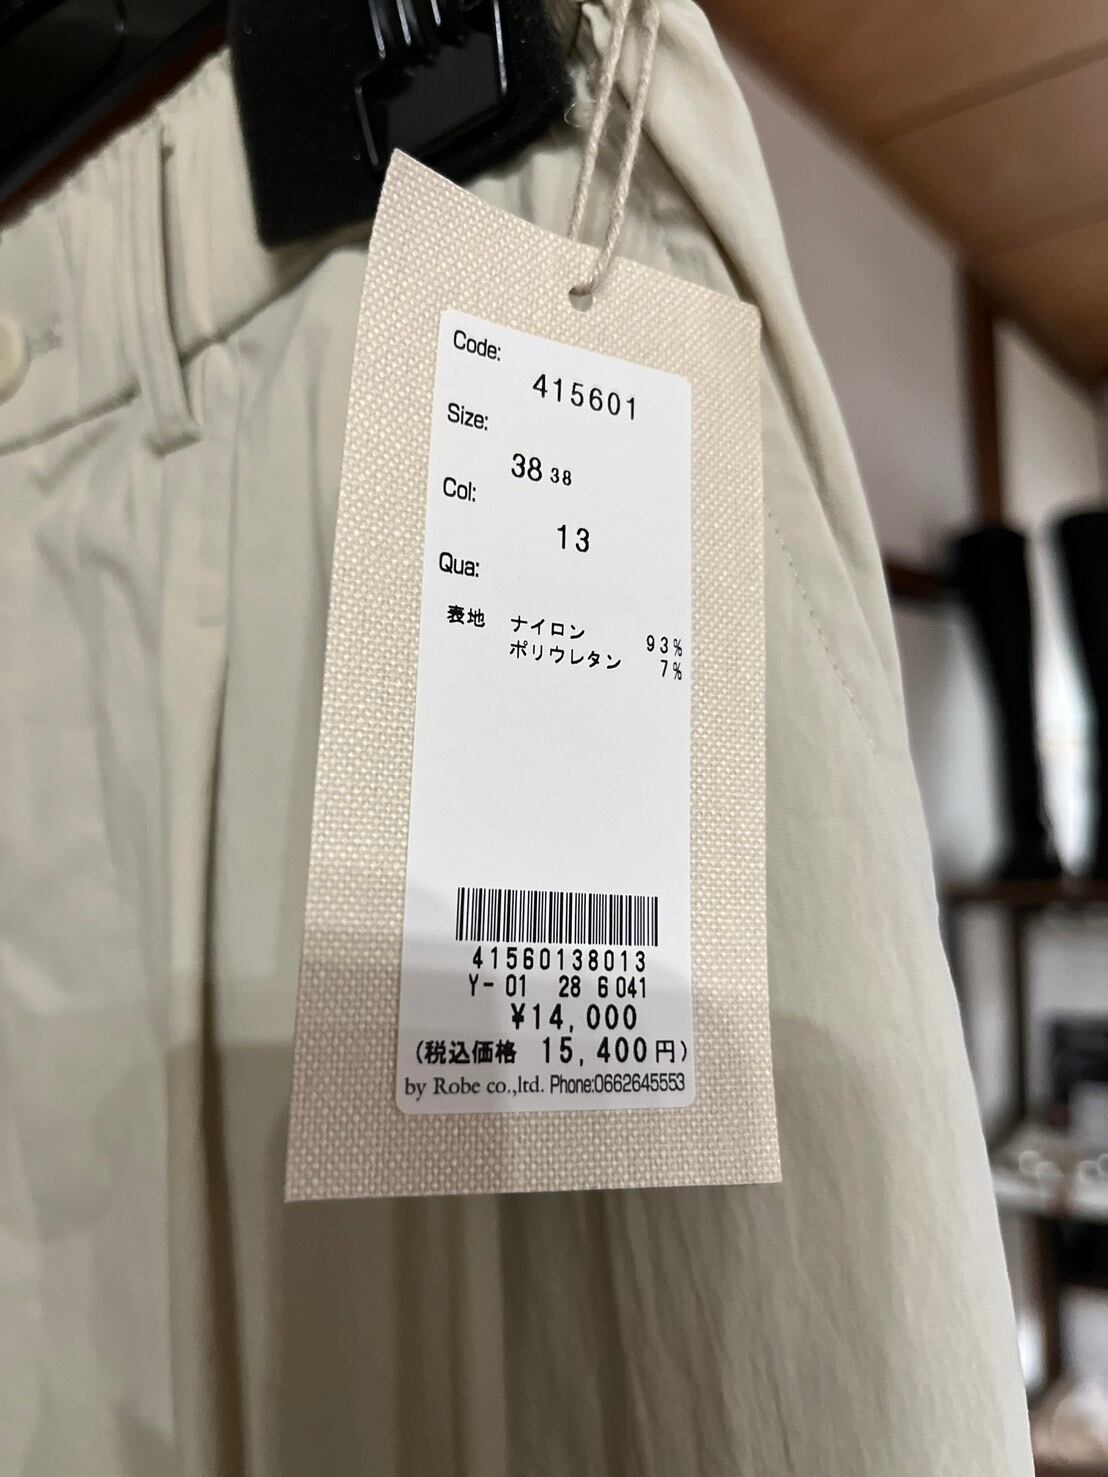 Code:
415601
Size:
38 38
Col:
13
Qua:
表地 ナイロン 93%
ポリウレタン 7%
41560138013
Y- 01 28 6 041
¥14,000
(税込価格 15,400円)
by Robe co.,ltd. Phone:0662645553